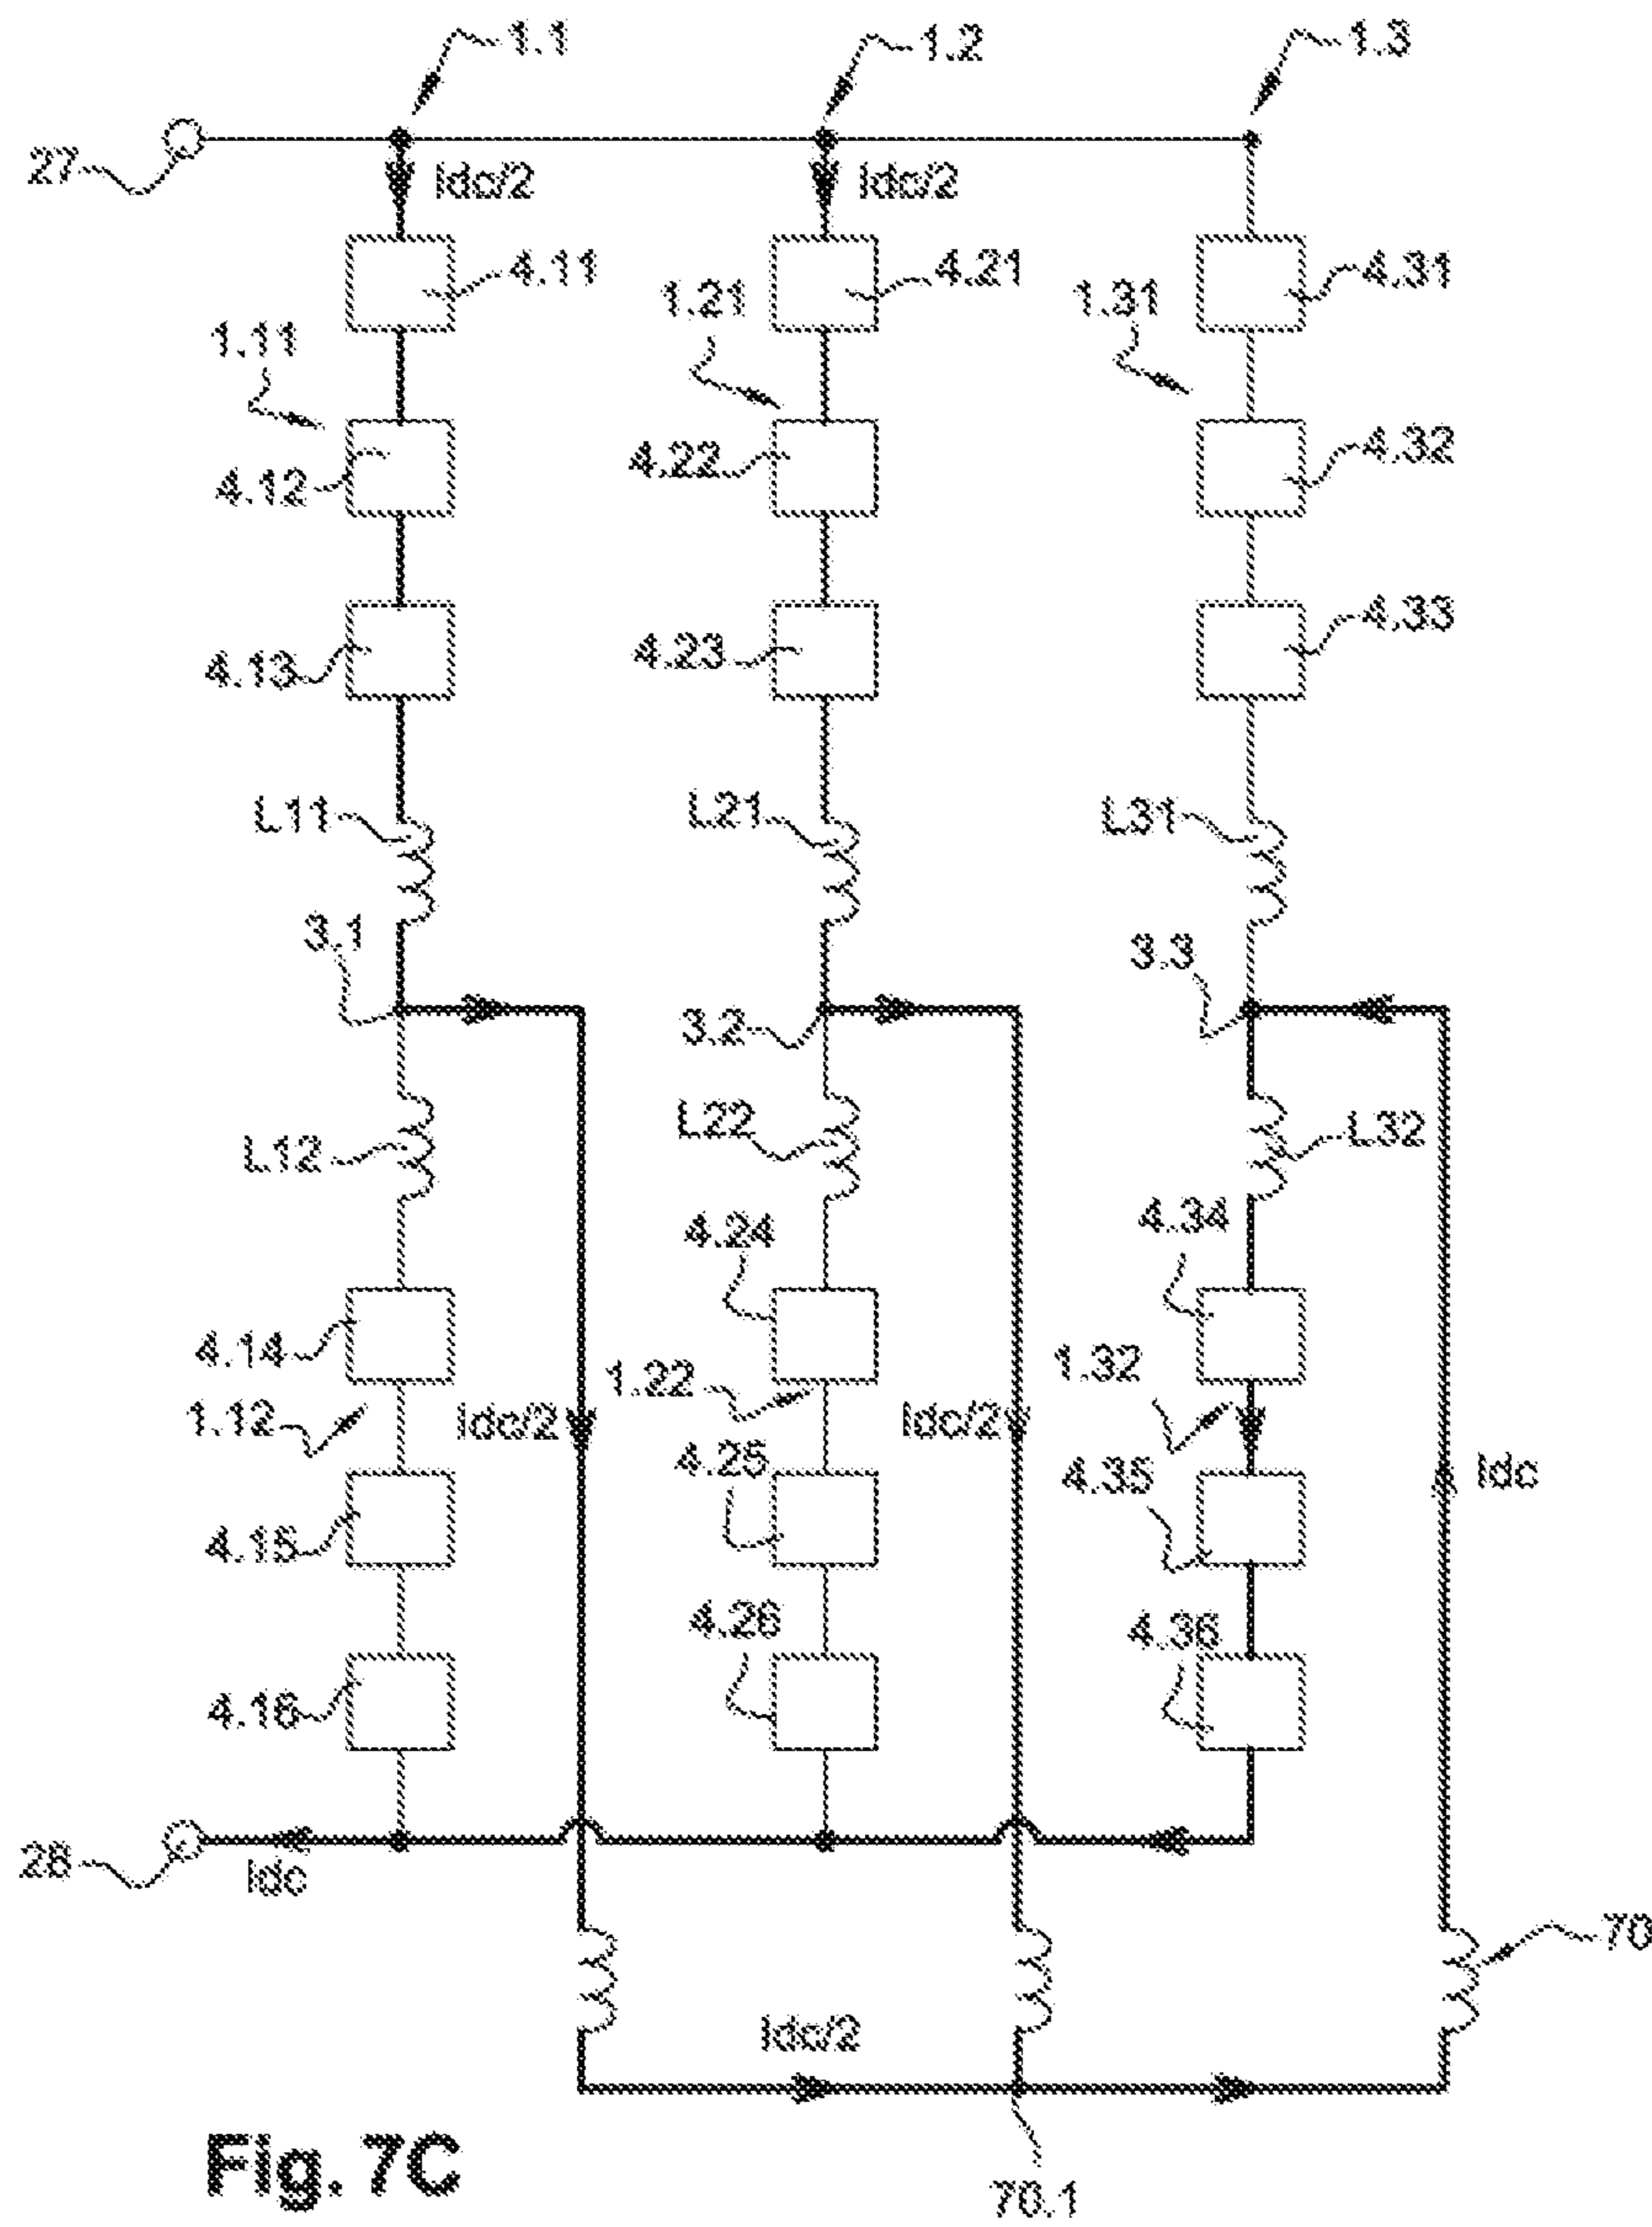 1.1
1.2
1.3
27
Idc/2
Idc/2
4.11
4.21
4.31
1.11
1.21
1.31
4.12
4.22
4.32
4.13
4.23
4.33
L11
L21
L31
3.1
3.2
3.3
L12
L22
L32
4.24
4.34
4.14
1.22
1.32
1.12
Idc/2
Idc/2
4.25
4.35
Idc
4.15
4.26
4.36
4.16
28
Idc
70
Idc/2
Fig. 7C
70.1